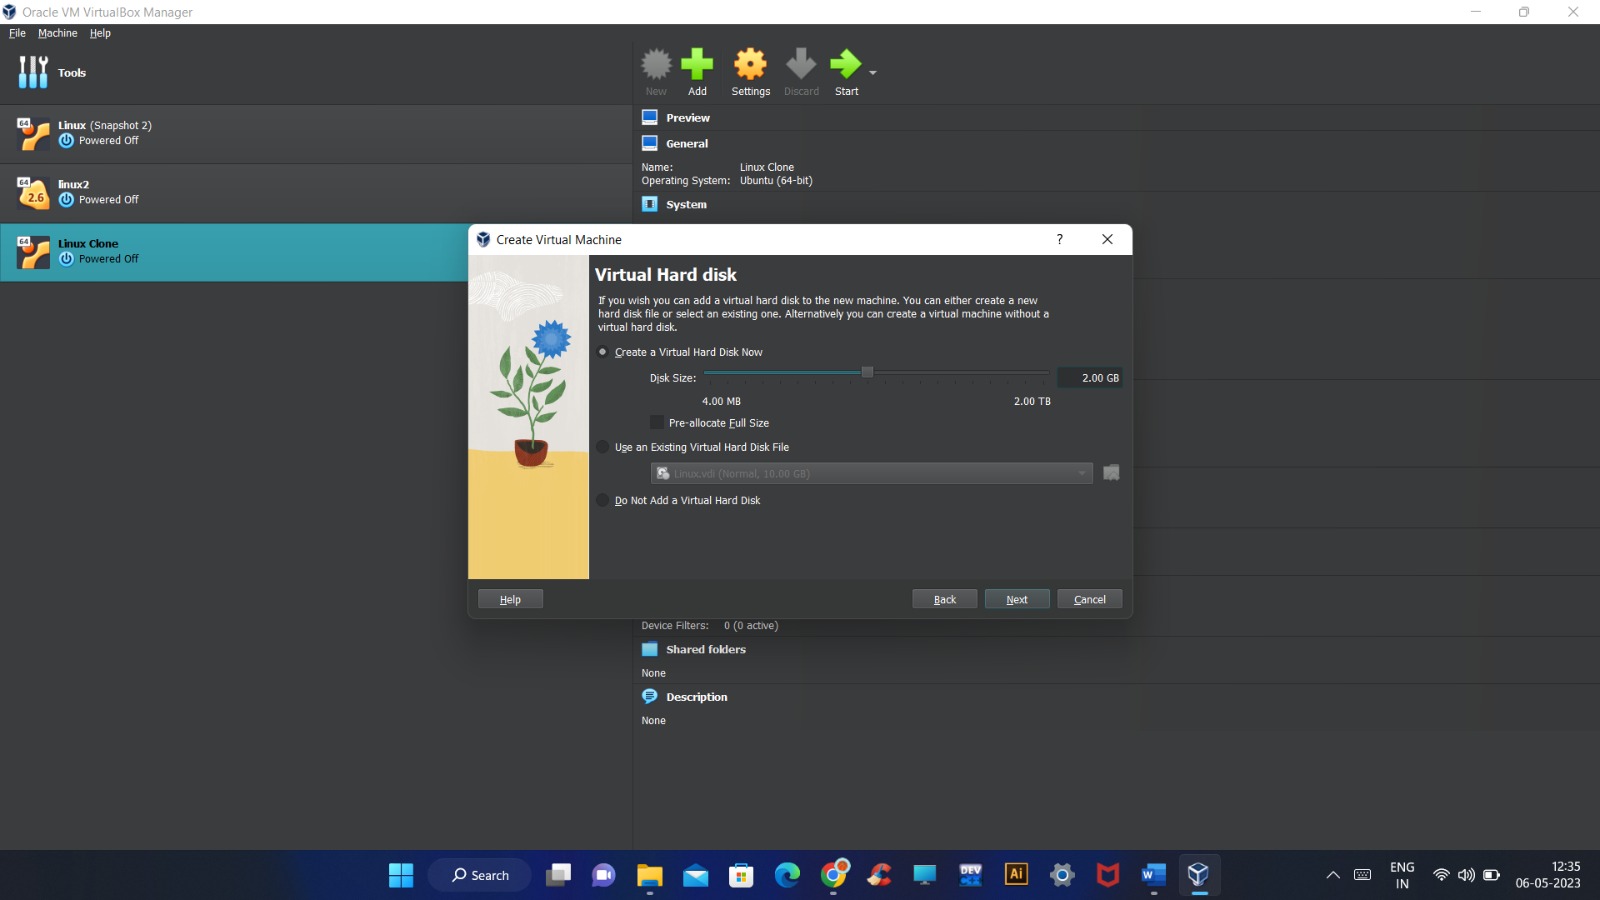 Oracle VM VirtualBox Manager
File Machine Help
Tools
New Add Settings Discard Start
64 Linux (Snapshot 2)
Powered Off
64 2.6 linux2
Powered Off
64 Linux Clone
Powered Off
Preview
General
Name: Linux Clone
Operating System: Ubuntu (64-bit)
System
Create Virtual Machine ?
Virtual Hard disk
If you wish you can add a virtual hard disk to the new machine. You can either create a new
hard disk file or select an existing one. Alternatively you can create a virtual machine without a
virtual hard disk.
Create a Virtual Hard Disk Now
Disk Size: 2.00 GB
4.00 MB 2.00 TB
Pre-allocate Full Size
Use an Existing Virtual Hard Disk File
Linux.vdi (Normal, 10.00 GB)
Do Not Add a Virtual Hard Disk
Help Back Next Cancel
Device Filters: 0 (0 active)
Shared folders
None
Description
None
Search
DEV
Ai
W
ENG
IN
12:35
06-05-2023